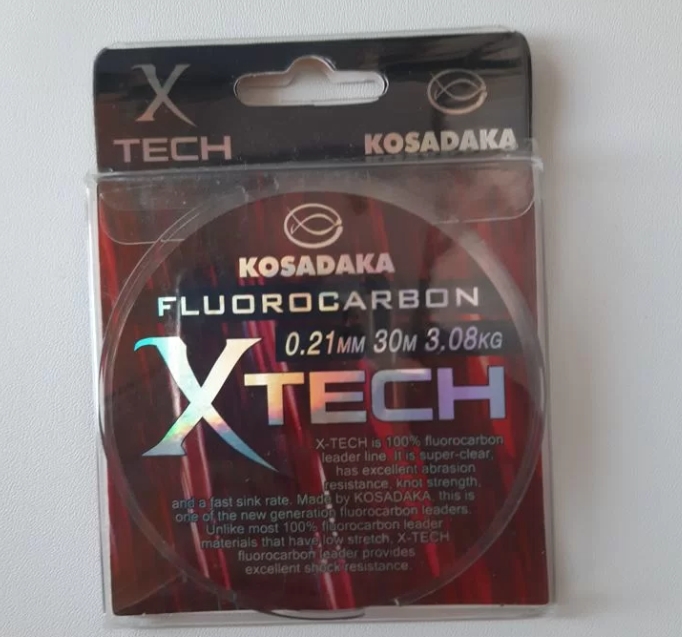 X
TECH
KOSADAKA
KOSADAKA
FLUOROCARBON
0.21MM 30M 3.08KG
XTECH
X-TECH is 100% fluorocarbon
leader line. It is super-clear,
has excellent abrasion
resistance, knot strength,
and a fast sink rate. Made by KOSADAKA, this is
one of the new generation fluorocarbon leaders.
Unlike most 100% fluorocarbon leader
materials that have low stretch, X-TECH
fluorocarbon leader provides
excellent shock resistance.